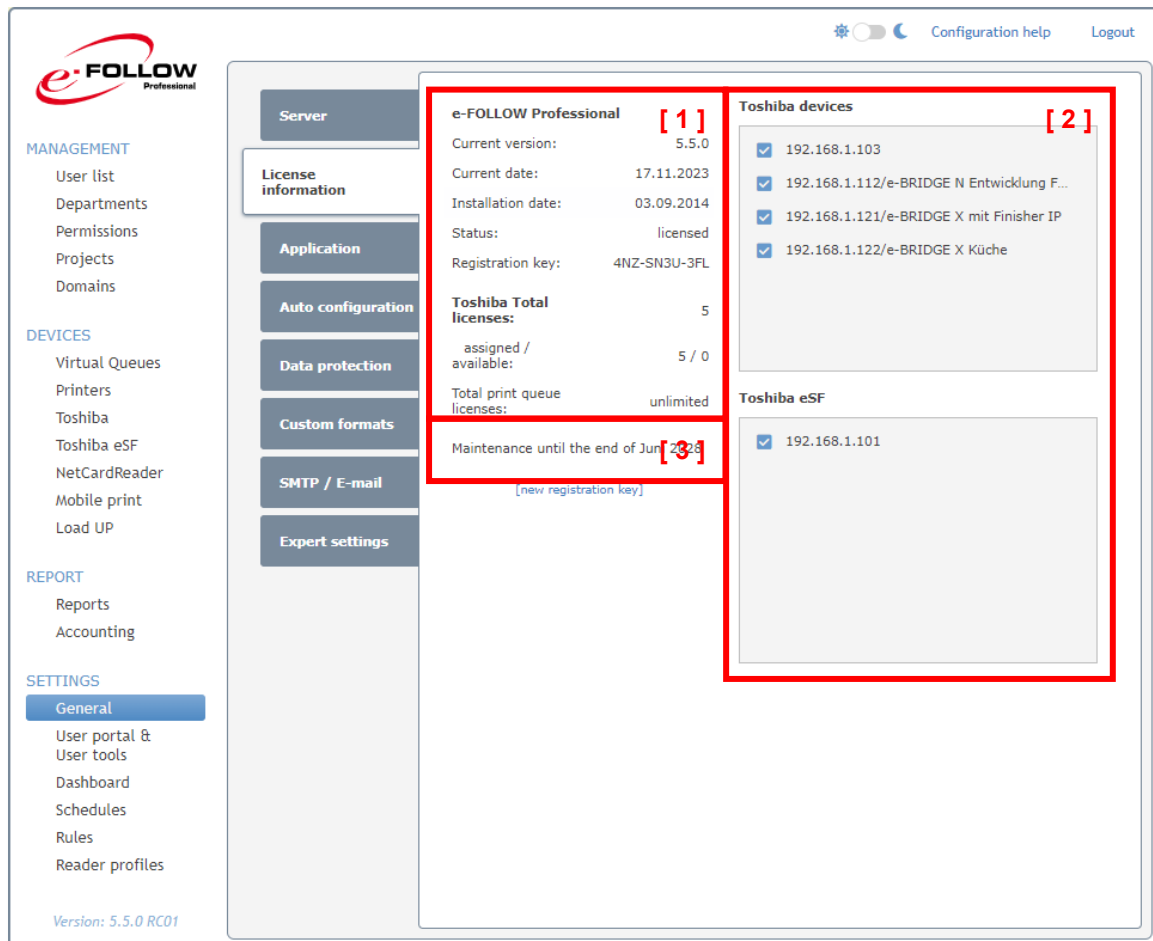 Configuration help
Logout
e-FOLLOW
Professional
MANAGEMENT
User list
Departments
Permissions
Projects
Domains
DEVICES
Virtual Queues
Printers
Toshiba
Toshiba eSF
NetCardReader
Mobile print
Load UP
REPORT
Reports
Accounting
SETTINGS
General
User portal &
User tools
Dashboard
Schedules
Rules
Reader profiles
Version: 5.5.0 RC01
Server
License
information
Application
Auto configuration
Data protection
Custom formats
SMTP / E-mail
Expert settings
e-FOLLOW Professional
[ 1 ]
Current version: 5.5.0
Current date: 17.11.2023
Installation date: 03.09.2014
Status: licensed
Registration key: 4NZ-SN3U-3FL
Toshiba Total
licenses: 5
assigned /
available: 5 / 0
Total print queue
licenses: unlimited
Maintenance until the end of 2028
[ 3 ]
[new registration key]
Toshiba devices
[ 2 ]
192.168.1.103
192.168.1.112/e-BRIDGE N Entwicklung F...
192.168.1.121/e-BRIDGE X mit Finisher IP
192.168.1.122/e-BRIDGE X Küche
Toshiba eSF
192.168.1.101